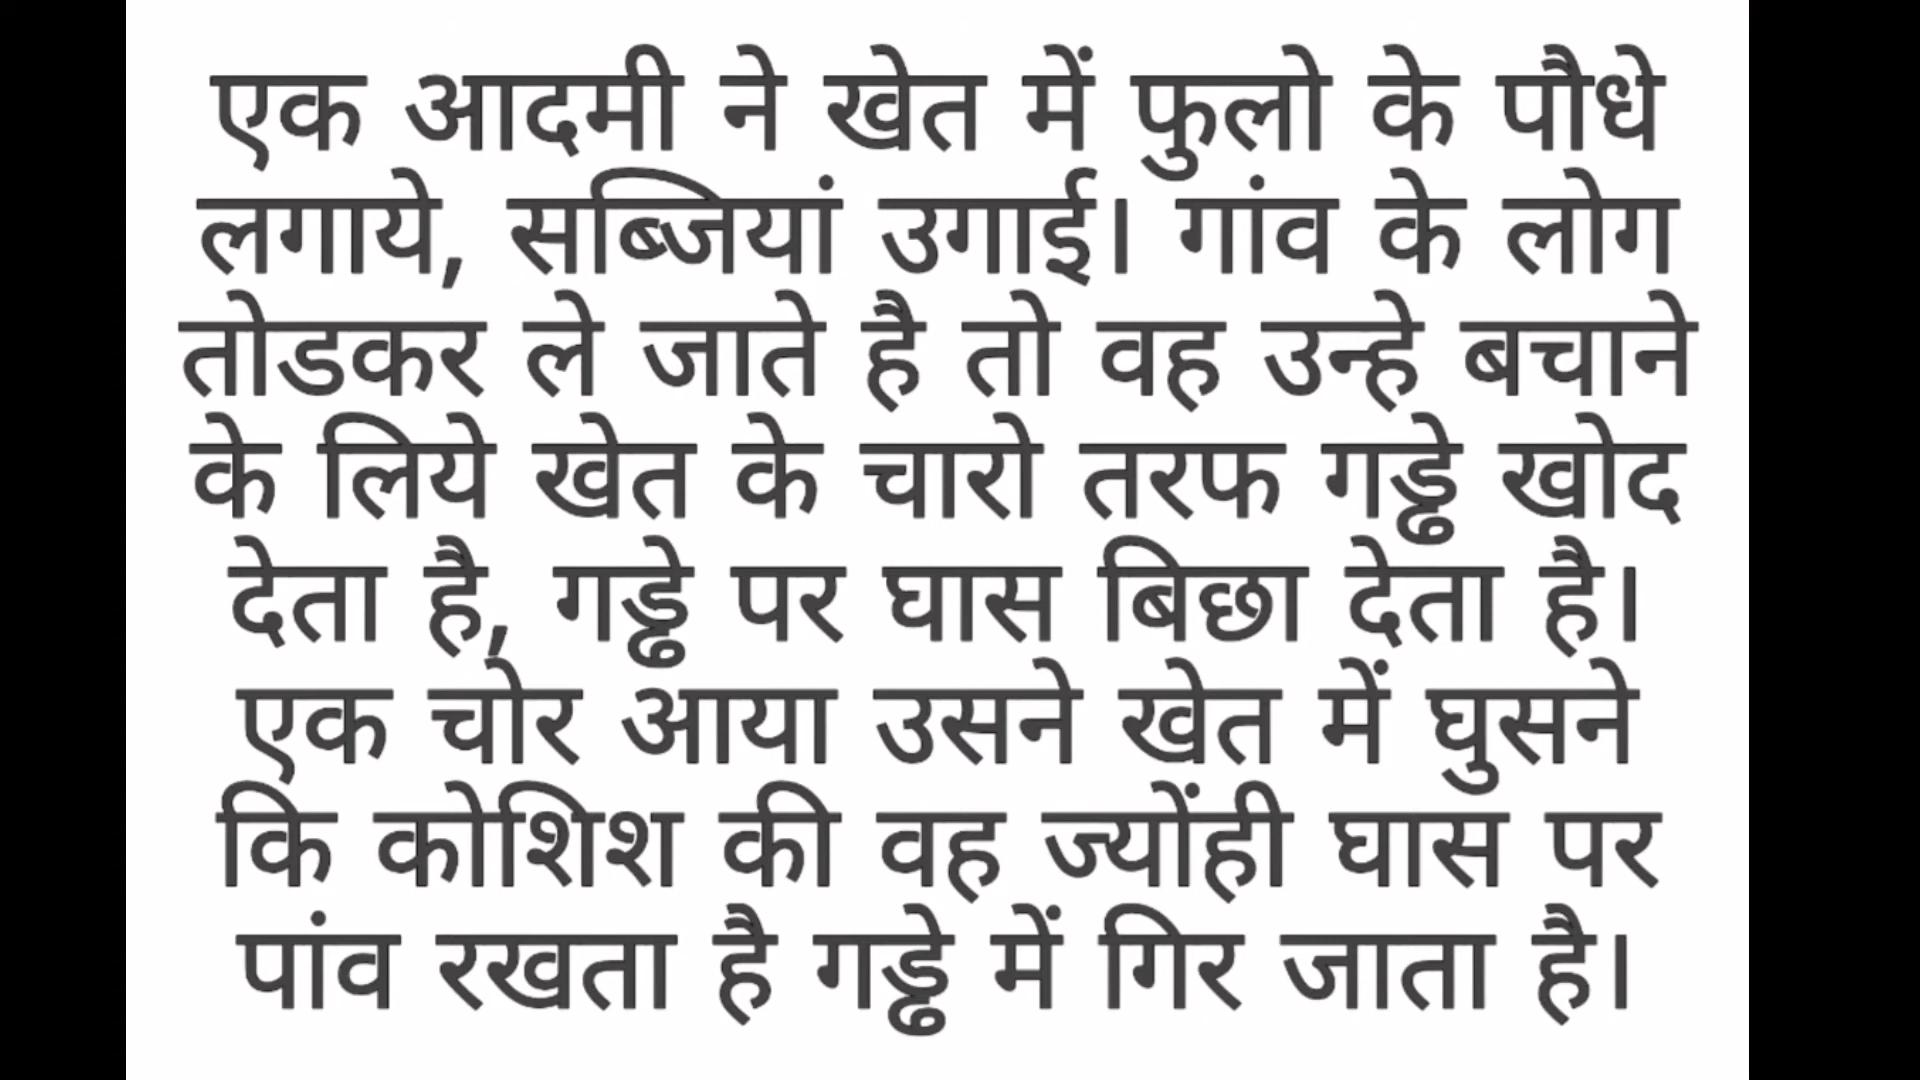 एक आदमी ने खेत में फुलो के पौधे
लगाये, सब्जियां उगाई। गांव के लोग
तोडकर ले जाते है तो वह उन्हे बचाने
के लिये खेत के चारो तरफ गड्ढे खोद
देता है, गड्ढे पर घास बिछा देता है।
एक चोर आया उसने खेत में घुसने
कि कोशिश की वह ज्योंही घास पर
पांव रखता है गड्ढे में गिर जाता है।